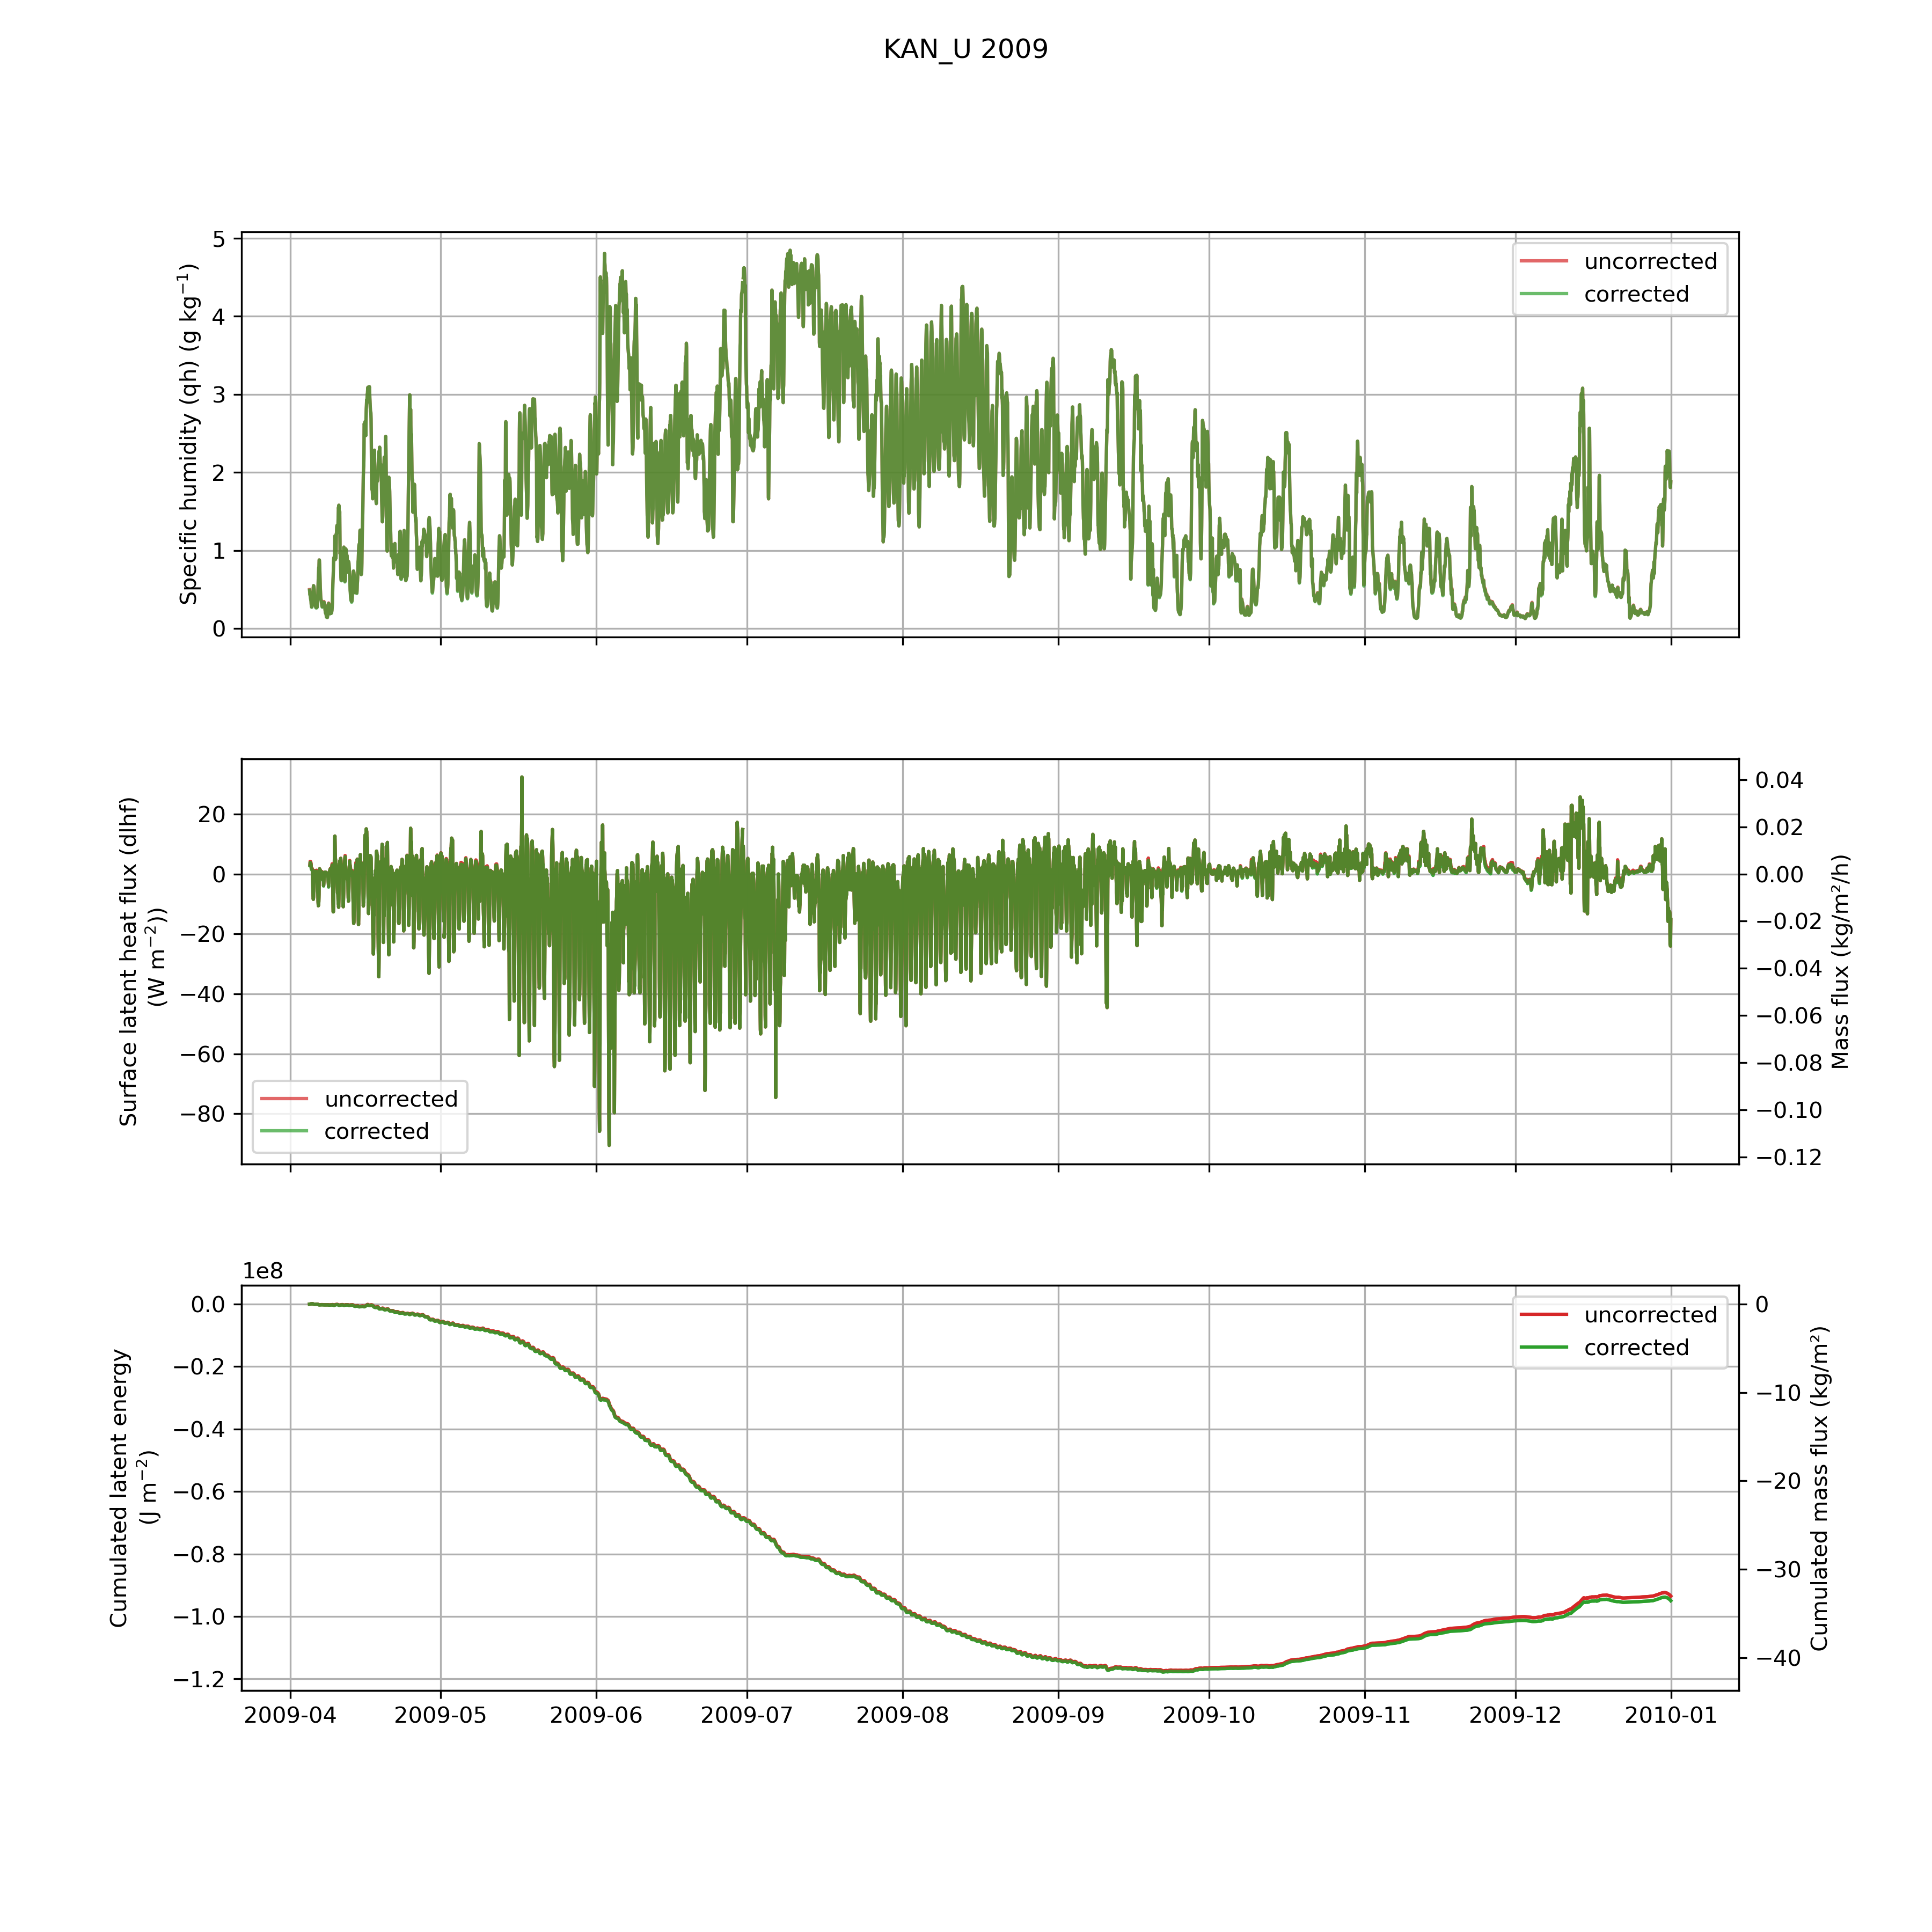 KAN_U 2009
Specific humidity (qh) (g kg⁻¹)
5
4
3
2
1
0
uncorrected
corrected
Surface latent heat flux (dlhf)
(W m⁻²))
20
0
−20
−40
−60
−80
uncorrected
corrected
0.04
0.02
0.00
−0.02
−0.04
−0.06
−0.08
−0.10
−0.12
Mass flux (kg/m²/h)
1e8
Cumulated latent energy
(J m⁻²)
0.0
−0.2
−0.4
−0.6
−0.8
−1.0
−1.2
uncorrected
corrected
0
−10
−20
−30
−40
Cumulated mass flux (kg/m²)
2009-04 2009-05 2009-06 2009-07 2009-08 2009-09 2009-10 2009-11 2009-12 2010-01